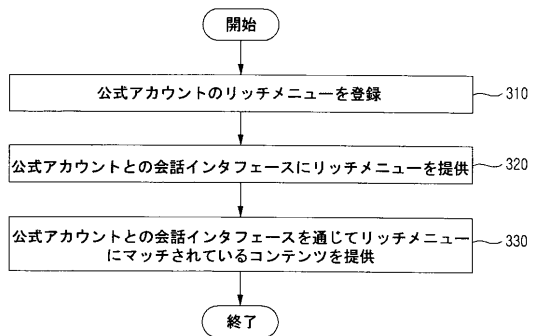 開始
公式アカウントのリッチメニューを登録
310
公式アカウントとの会話インタフェースにリッチメニューを提供
320
公式アカウントとの会話インタフェースを通じてリッチメニュー
にマッチされているコンテンツを提供
330
終了